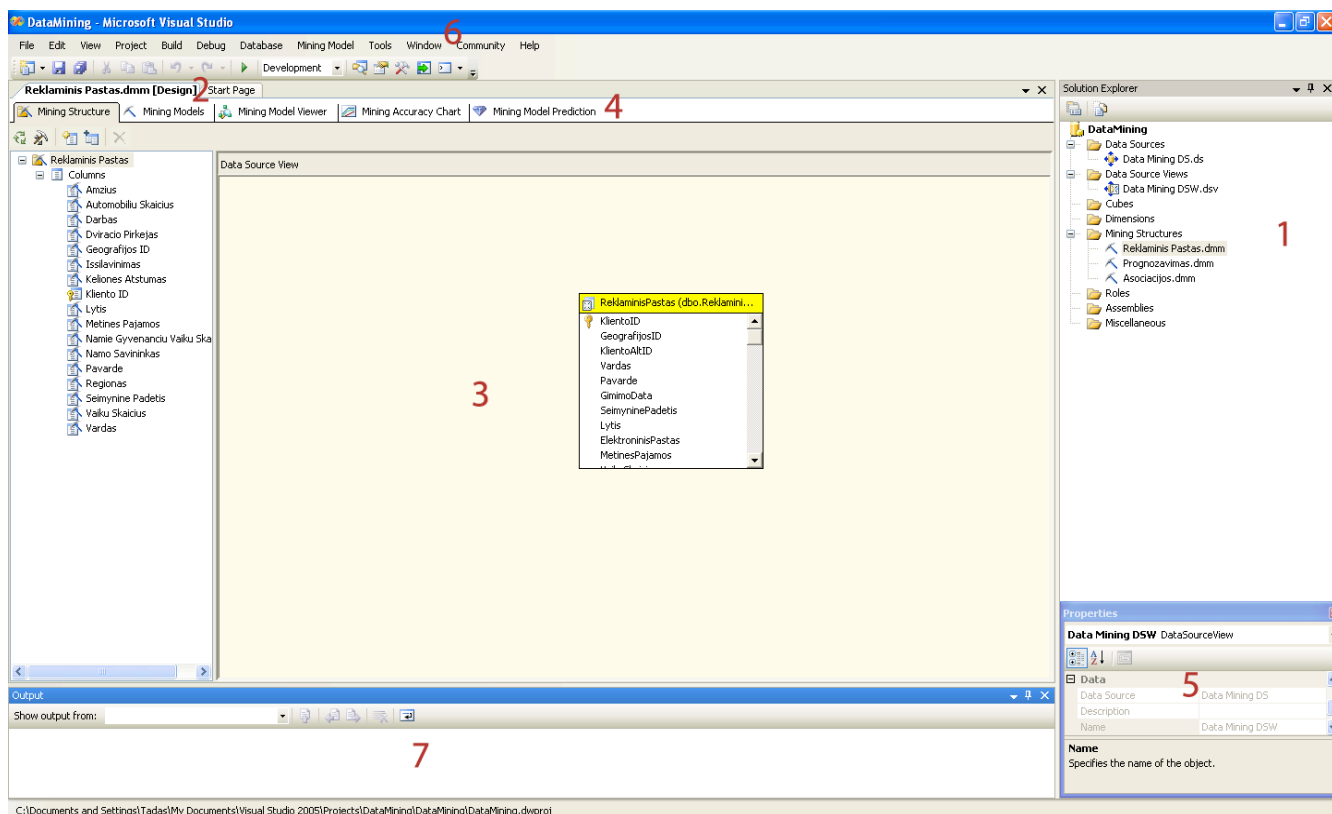 DataMining - Microsoft Visual Studio
File Edit View Project Build Debug Database Mining Model Tools Window Community Help
6
Development
Reklaminis Pastas.dmm [Design] Start Page
2
Mining Structure Mining Models Mining Model Viewer Mining Accuracy Chart Mining Model Prediction
4
Reklaminis Pastas
Columns
Amzius
Automobiliu Skaicius
Darbas
Dviracio Pirkejas
Geografijos ID
Issilavinimas
Keliones Atstumas
Kliento ID
Lytis
Metines Pajamos
Namie Gyvenanciu Vaiku Ska
Namo Savininkas
Pavarde
Regionas
Seimynine Padetis
Vaiku Skaicius
Vardas
Data Source View
3
ReklaminisPastas (dbo.Reklamini...
KlientoID
GeografijosID
KlientoAltID
Vardas
Pavarde
GimimoData
SeimyninePadetis
Lytis
ElektroninisPastas
MetinesPajamos
Solution Explorer
DataMining
Data Sources
Data Mining DS.ds
Data Source Views
Data Mining DSW.dsv
Cubes
Dimensions
Mining Structures
1
Reklaminis Pastas.dmm
Prognozavimas.dmm
Asociacijos.dmm
Roles
Assemblies
Miscellaneous
Properties
Data Mining DSW DataSourceView
Data
5
Data Source Data Mining DS
Description
Name Data Mining DSW
Name
Specifies the name of the object.
Output
Show output from:
7
C:\Documents and Settings\Tadas\My Documents\Visual Studio 2005\Projects\DataMining\DataMining\DataMining.dwproj